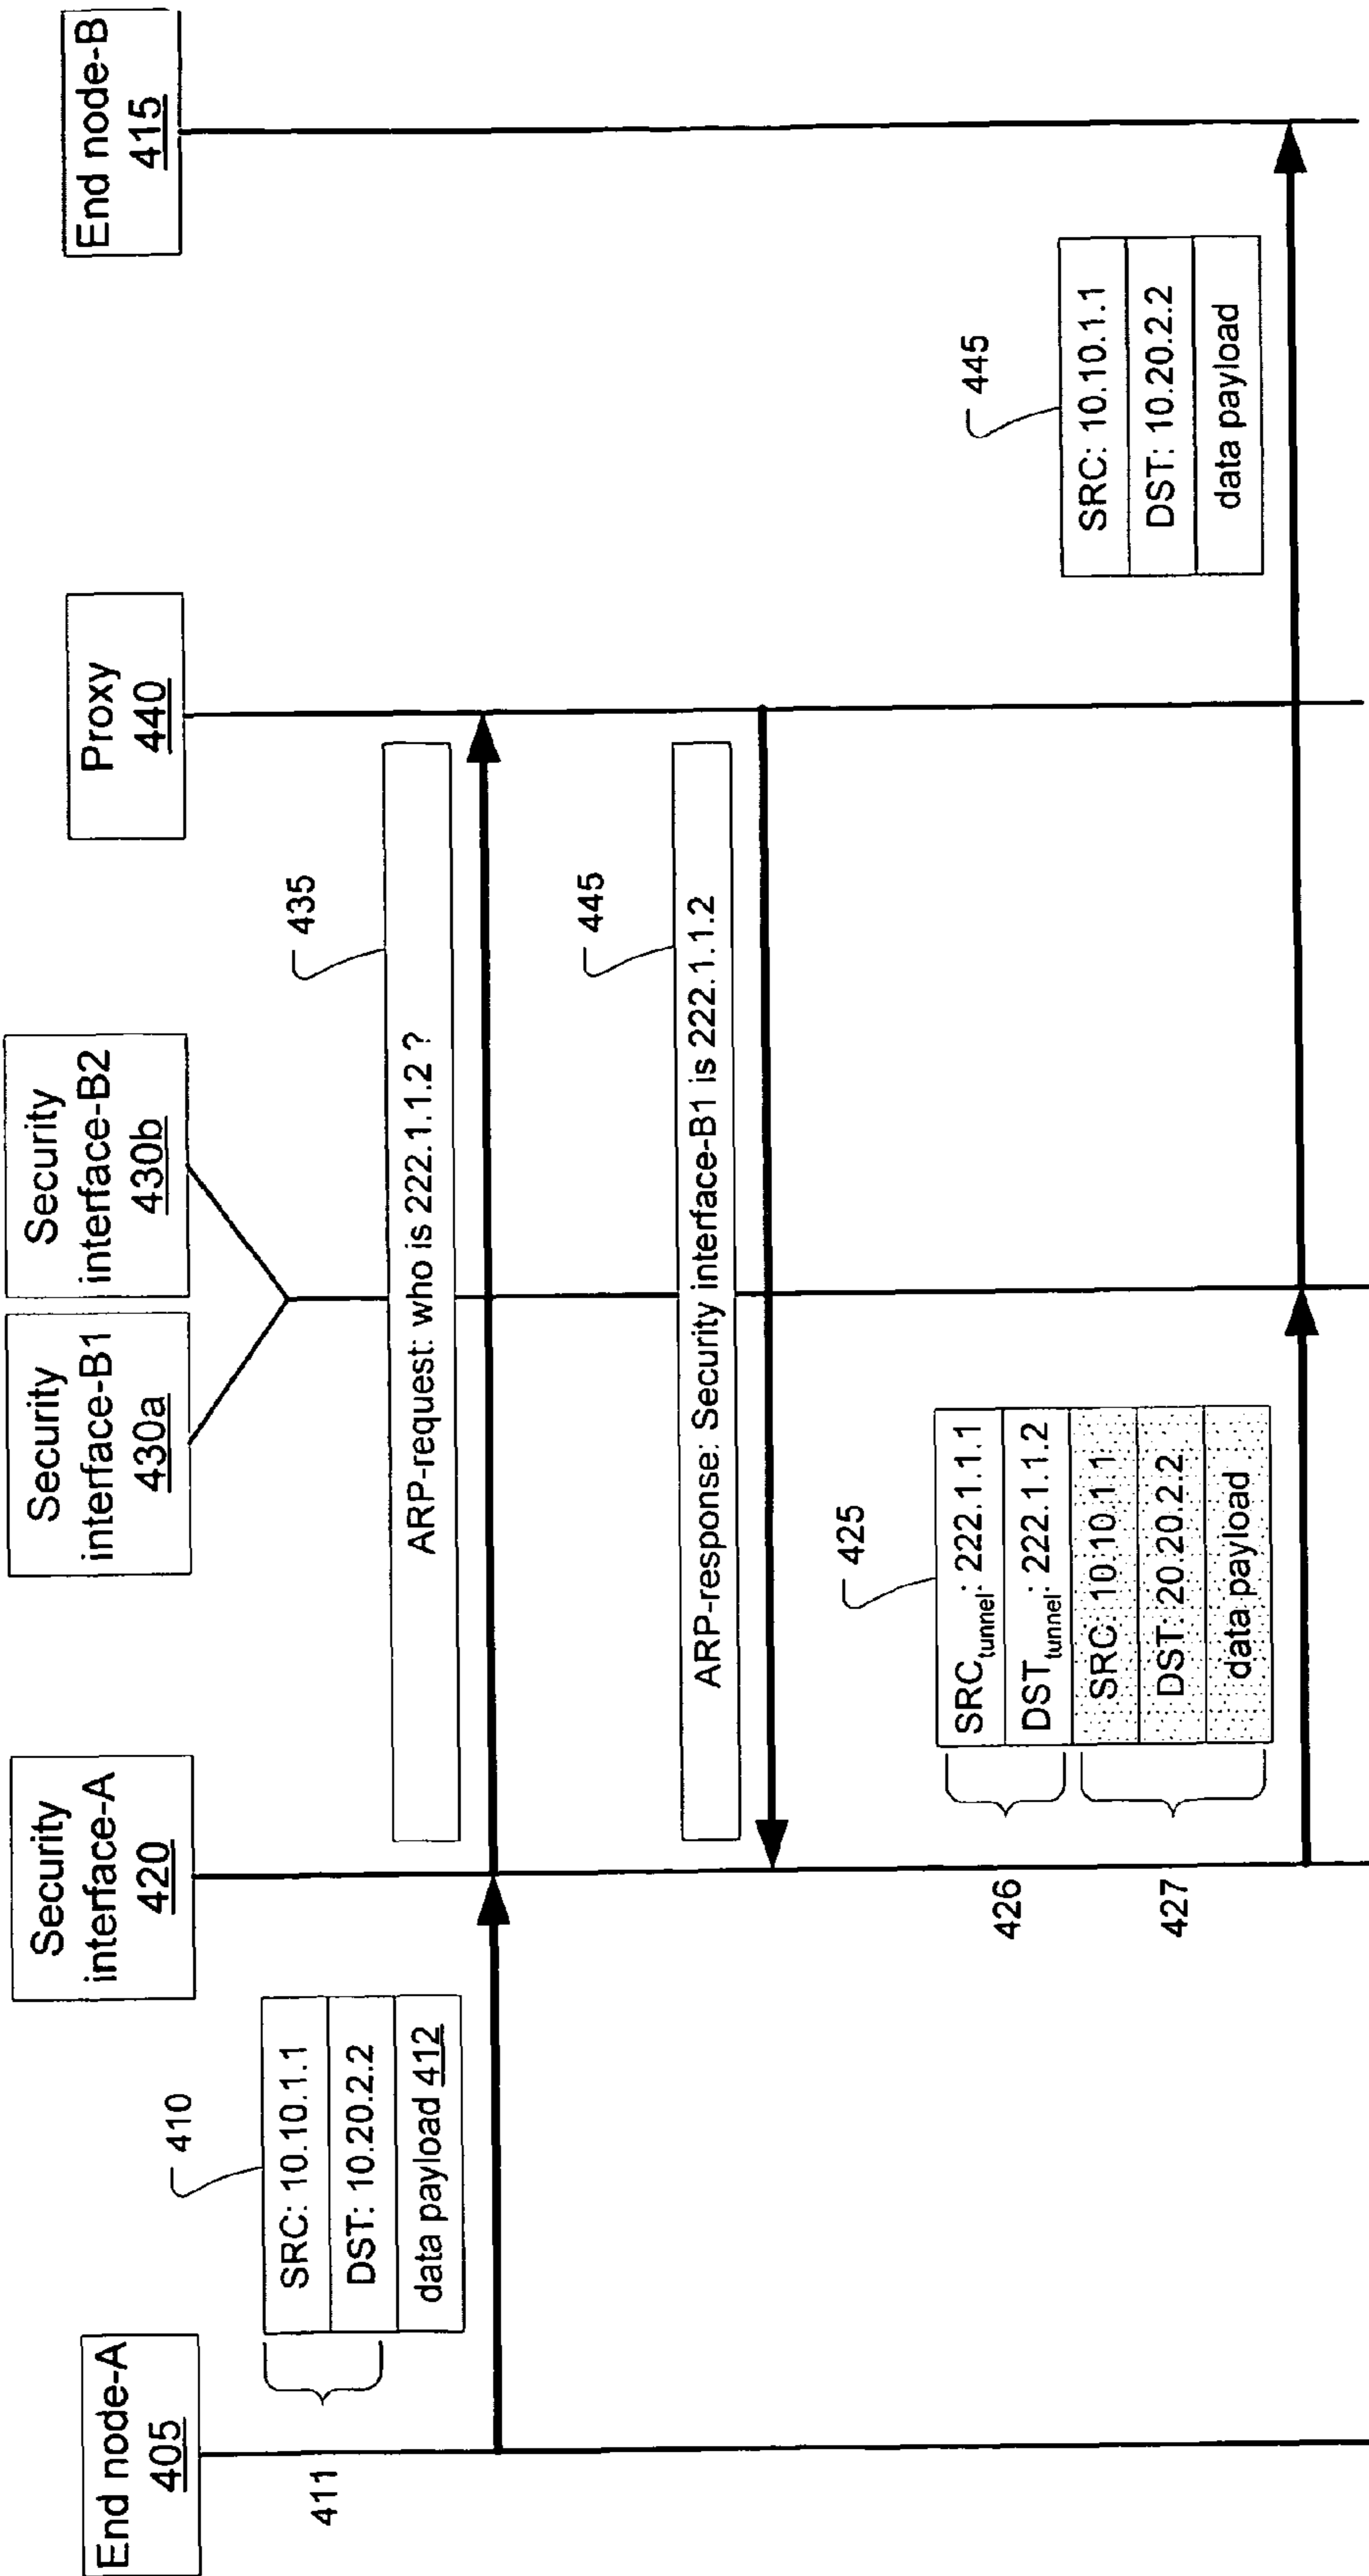 End node-A
405
Security
interface-A
420
Security
interface-B1
430a
Security
interface-B2
430b
Proxy
440
End node-B
415
410
411
SRC: 10.10.1.1
DST: 10.20.2.2
data payload 412
435
ARP-request: who is 222.1.1.2 ?
445
ARP-response: Security interface-B1 is 222.1.1.2
425
426
SRCtunnel: 222.1.1.1
DSTtunnel: 222.1.1.2
427
SRC: 10.10.1.1
DST: 20.20.2.2
data payload
445
SRC: 10.10.1.1
DST: 10.20.2.2
data payload